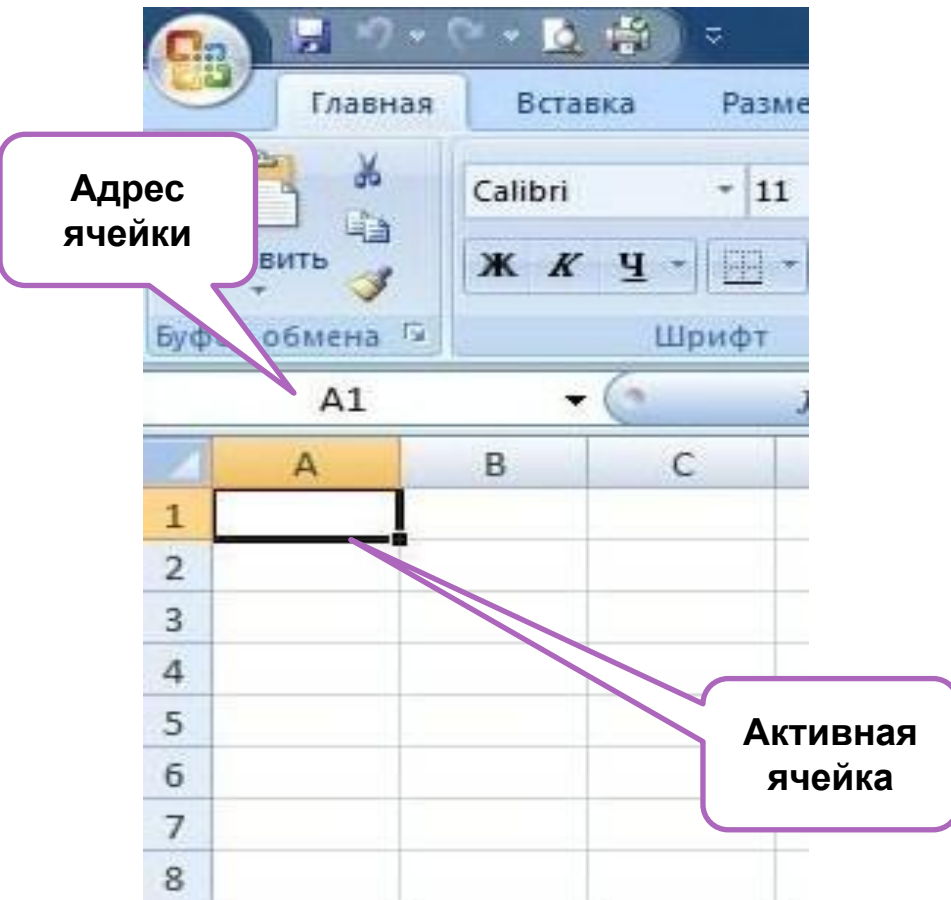 Главная Вставка
Адрес
ячейки
Calibri 11
Ж К Ч
обмена
Шрифт
A1
A B C
1
2
3
4
5
6
7
8
Активная
ячейка